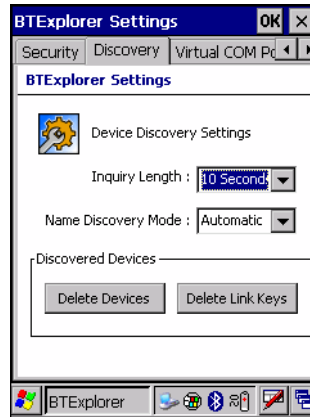 BTExplorer Settings OK
Security Discovery Virtual COM Po
BTExplorer Settings
Device Discovery Settings
Inquiry Length : 10 Second
Name Discovery Mode : Automatic
Discovered Devices
Delete Devices Delete Link Keys
BTExplorer